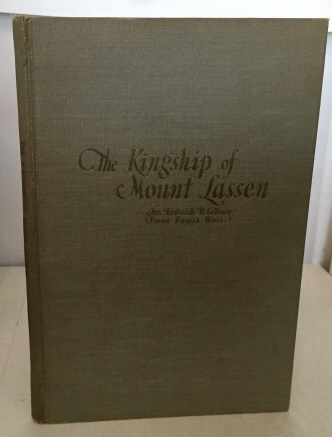 The Kingship of
Mount Lassen
Mrs. Frederick H. Colburn
(Frona Eunice Wait.)